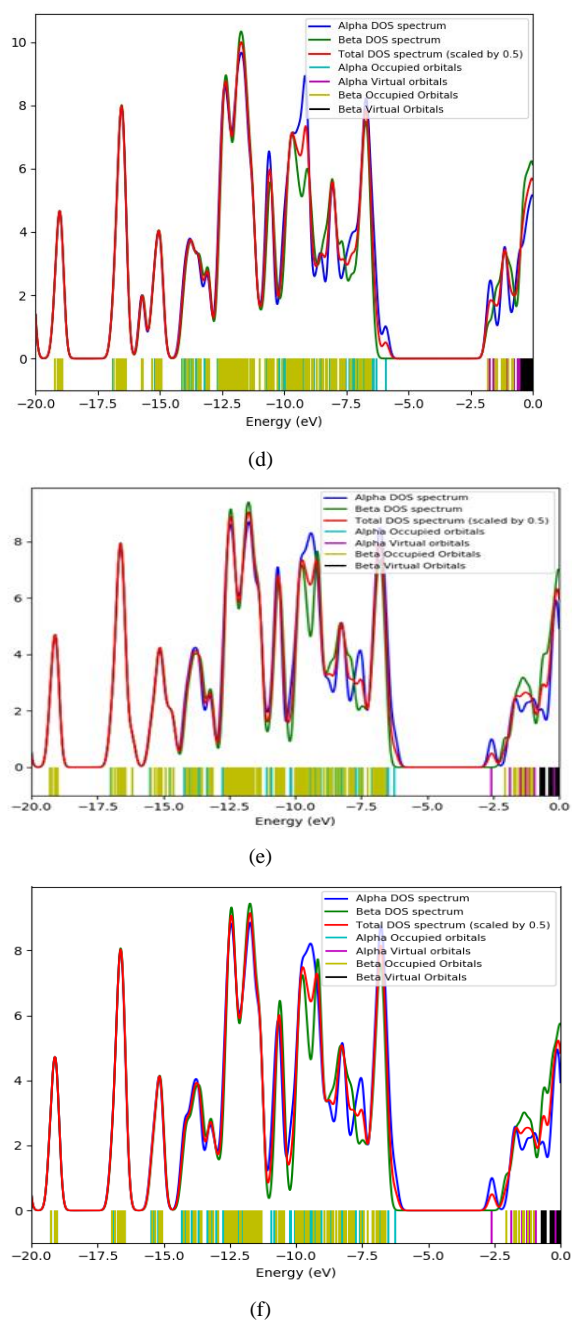 10
8
6
4
2
0
Alpha DOS spectrum
Beta DOS spectrum
Total DOS spectrum (scaled by 0.5)
Alpha Occupied orbitals
Alpha Virtual orbitals
Beta Occupied Orbitals
Beta Virtual Orbitals
−20.0 −17.5 −15.0 −12.5 −10.0 −7.5 −5.0 −2.5 0.0
Energy (eV)
(d)
8
6
4
2
0
Alpha DOS spectrum
Beta DOS spectrum
Total DOS spectrum (scaled by 0.5)
Alpha Occupied orbitals
Alpha Virtual orbitals
Beta Occupied Orbitals
Beta Virtual Orbitals
−20.0 −17.5 −15.0 −12.5 −10.0 −7.5 −5.0 −2.5 0.0
Energy (eV)
(e)
8
6
4
2
0
Alpha DOS spectrum
Beta DOS spectrum
Total DOS spectrum (scaled by 0.5)
Alpha Occupied orbitals
Alpha Virtual orbitals
Beta Occupied Orbitals
Beta Virtual Orbitals
−20.0 −17.5 −15.0 −12.5 −10.0 −7.5 −5.0 −2.5 0.0
Energy (eV)
(f)